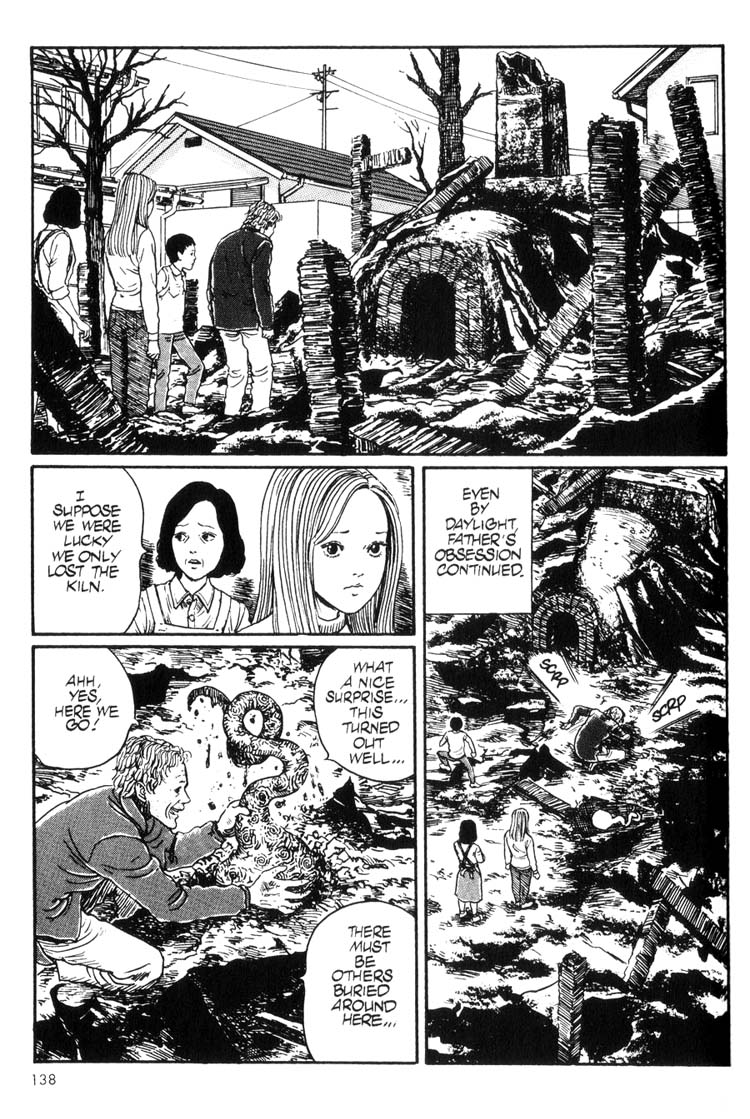 I
SUPPOSE
WE WERE
LUCKY
WE ONLY
LOST THE
KILN.
AHH,
YES,
HERE WE
GO!
WHAT
A NICE
SURPRISE...
THIS
TURNED
OUT
WELL...
THERE
MUST
BE
OTHERS
BURIED
AROUND
HERE...
EVEN
BY
DAYLIGHT,
FATHER'S
OBSESSION
CONTINUED.
SCRP
SCRP
138